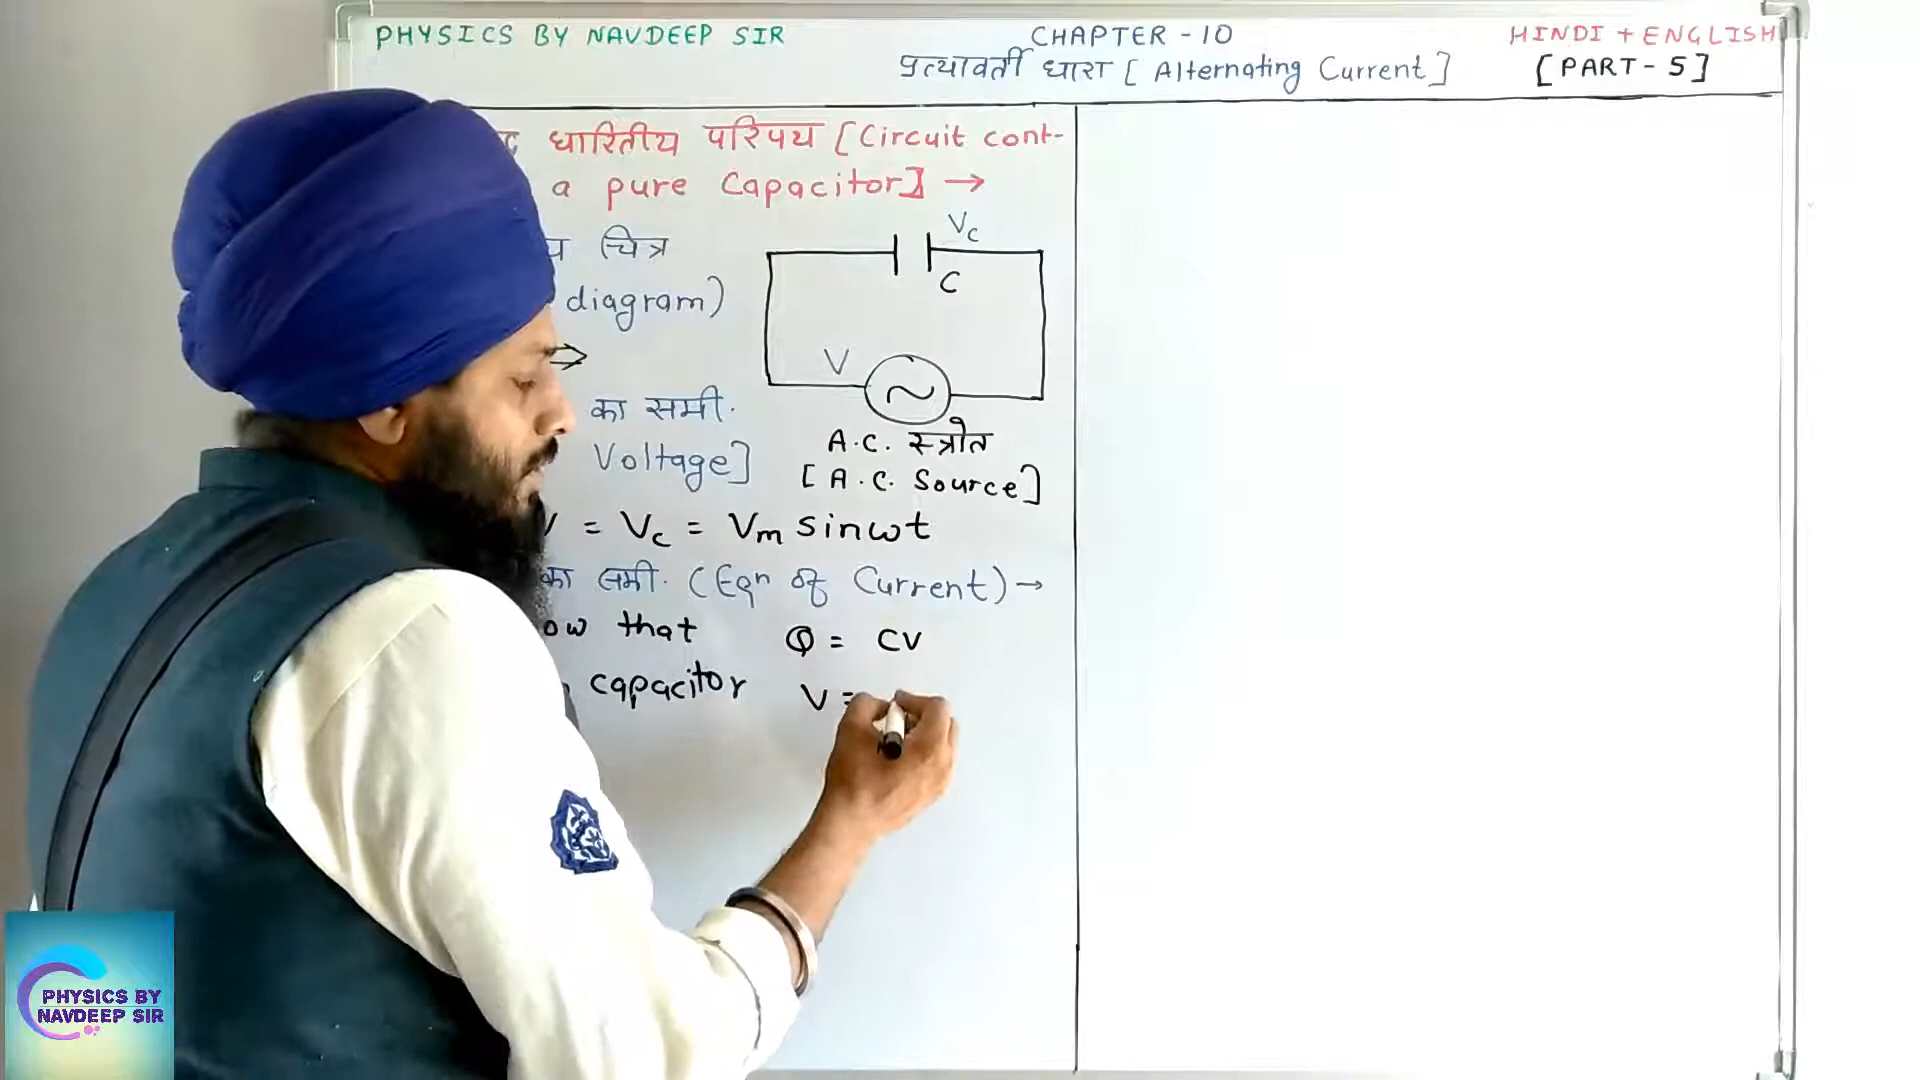 PHYSICS BY NAVDEEP SIR
CHAPTER - 10
HINDI + ENGLISH
प्रत्यावर्ती धारा [ Alternating Current ]
[ PART - 5 ]
धारितीय परिपथ [Circuit cont-
a pure Capacitor] →
चित्र
diagram)
⇒
Vc
C
V
~
A.C. स्त्रोत
[ A.C. Source ]
का समी.
Voltage]
= Vc = Vm sinωt
का समी. (Eqn of Current) →
that
Q = CV
capacitor
V =
PHYSICS BY
NAVDEEP SIR